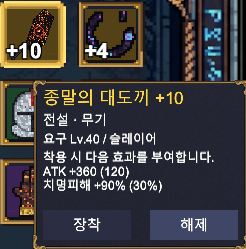 +10
+4
종말의 대도끼 +10
전설 · 무기
요구 Lv.40 / 슬레이어
착용 시 다음 효과를 부여합니다.
ATK +360 (120)
치명피해 +90% (30%)
장착
해제